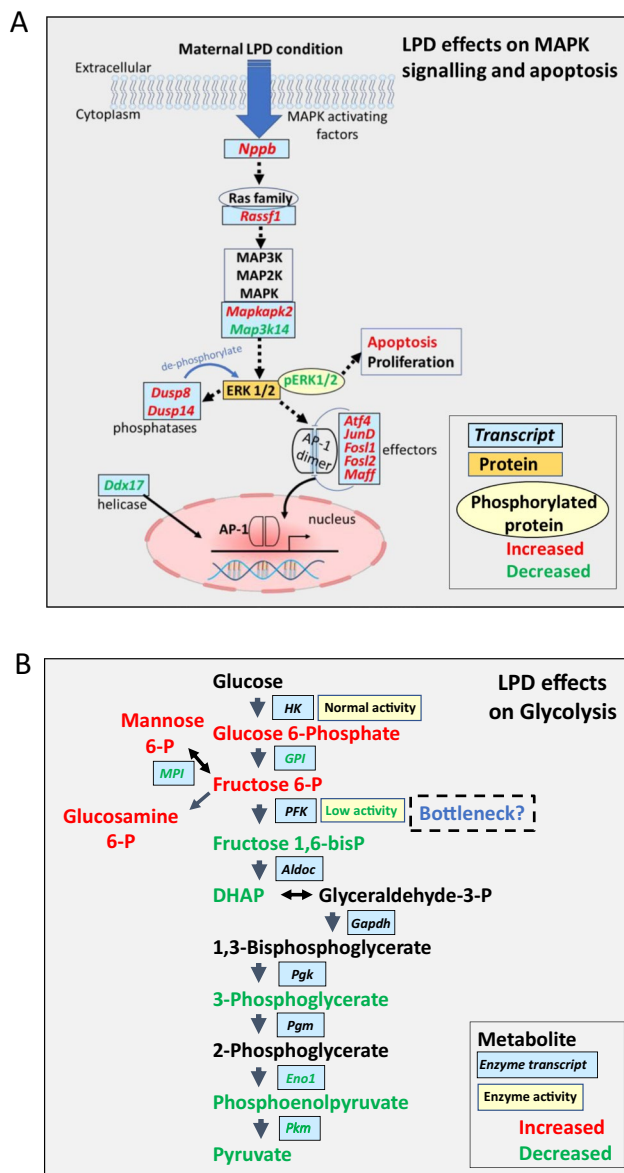 A
Maternal LPD condition
LPD effects on MAPK
signalling and apoptosis
Extracellular
Cytoplasm
MAPK activating
factors
Nppb
Ras family
Rassf1
MAP3K
MAP2K
MAPK
Mapkapk2
Map3k14
Apoptosis
Proliferation
de-phosphorylate
pERK1/2
ERK 1/2
Dusp8
Dusp14
phosphatases
AP-1
dimer
Atf4
JunD
Fosl1
Fosl2
Maff
effectors
Ddx17
helicase
nucleus
AP-1
Transcript
Protein
Phosphorylated
protein
Increased
Decreased
B
LPD effects
on Glycolysis
Glucose
HK
Normal activity
Mannose
6-P
Glucose 6-Phosphate
GPI
MPI
Fructose 6-P
Glucosamine
6-P
PFK
Low activity
Bottleneck?
Fructose 1,6-bisP
Aldoc
DHAP
Glyceraldehyde-3-P
Gapdh
1,3-Bisphosphoglycerate
Pgk
3-Phosphoglycerate
Pgm
2-Phosphoglycerate
Eno1
Phosphoenolpyruvate
Pkm
Pyruvate
Metabolite
Enzyme transcript
Enzyme activity
Increased
Decreased